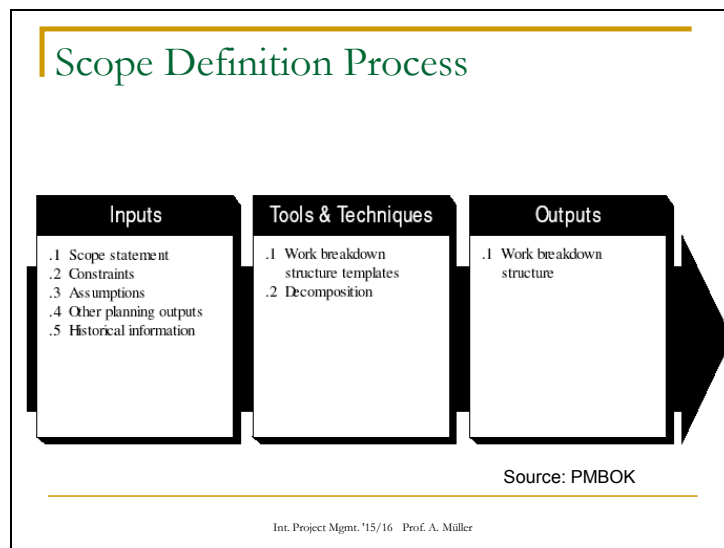 Scope Definition Process
Inputs
.1 Scope statement
.2 Constraints
.3 Assumptions
.4 Other planning outputs
.5 Historical information
Tools & Techniques
.1 Work breakdown
structure templates
.2 Decomposition
Outputs
.1 Work breakdown
structure
Source: PMBOK
Int. Project Mgmt. '15/16 Prof. A. Müller